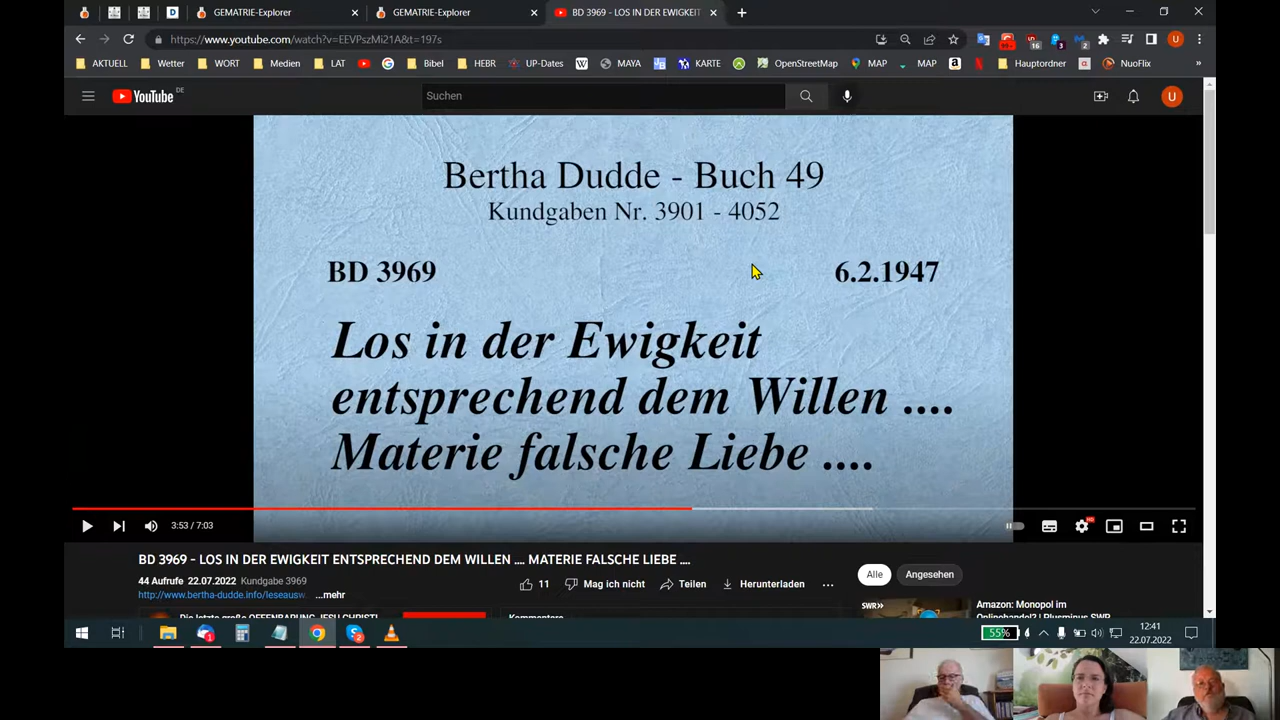 GEMATRIE-Explorer
GEMATRIE-Explorer
BD 3969 - LOS IN DER EWIGKEIT
https://www.youtube.com/watch?v=EEVPszMi21A&t=197s
AKTUELL Wetter WORT Medien LAT Bibel HEBR UP-Dates MAYA KARTE OpenStreetMap MAP MAP Hauptordner NuoFlix
YouTube DE
Suchen
U
Bertha Dudde - Buch 49
Kundgaben Nr. 3901 - 4052
BD 3969 6.2.1947
Los in der Ewigkeit
entsprechend dem Willen ....
Materie falsche Liebe ....
3:53 / 7:03
BD 3969 - LOS IN DER EWIGKEIT ENTSPRECHEND DEM WILLEN .... MATERIE FALSCHE LIEBE ....
44 Aufrufe 22.07.2022 Kundgabe 3969
http://www.bertha-dudde.info/leseausw ...mehr
11 Mag ich nicht Teilen Herunterladen
Alle Angesehen
SWR»
Amazon: Monopol im
55%
12:41
22.07.2022